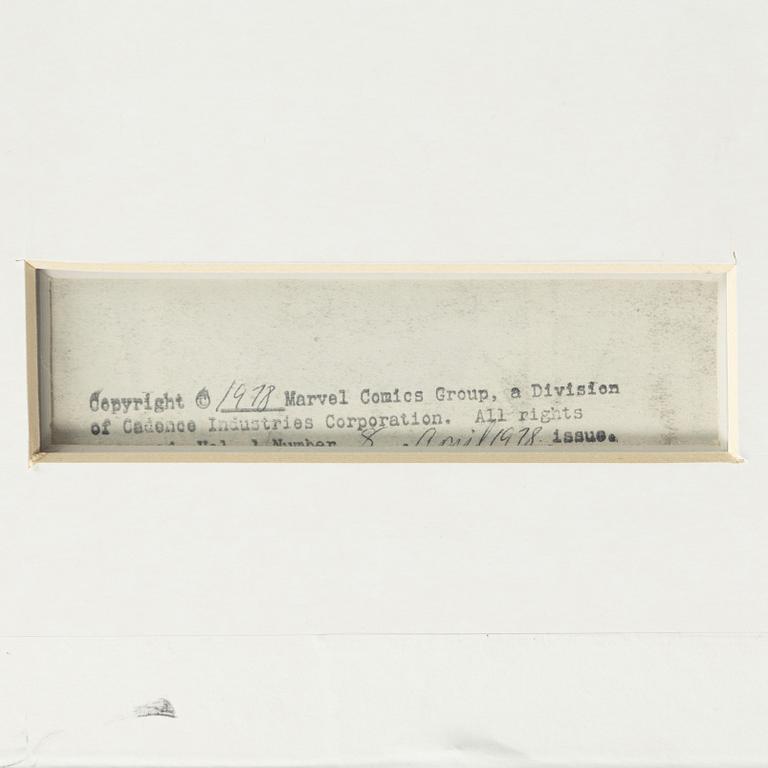 Copyright © 1978 Marvel Comics Group, a Division
of Cadence Industries Corporation. All rights
Vol. 1 Number 8, April 1978 issue.